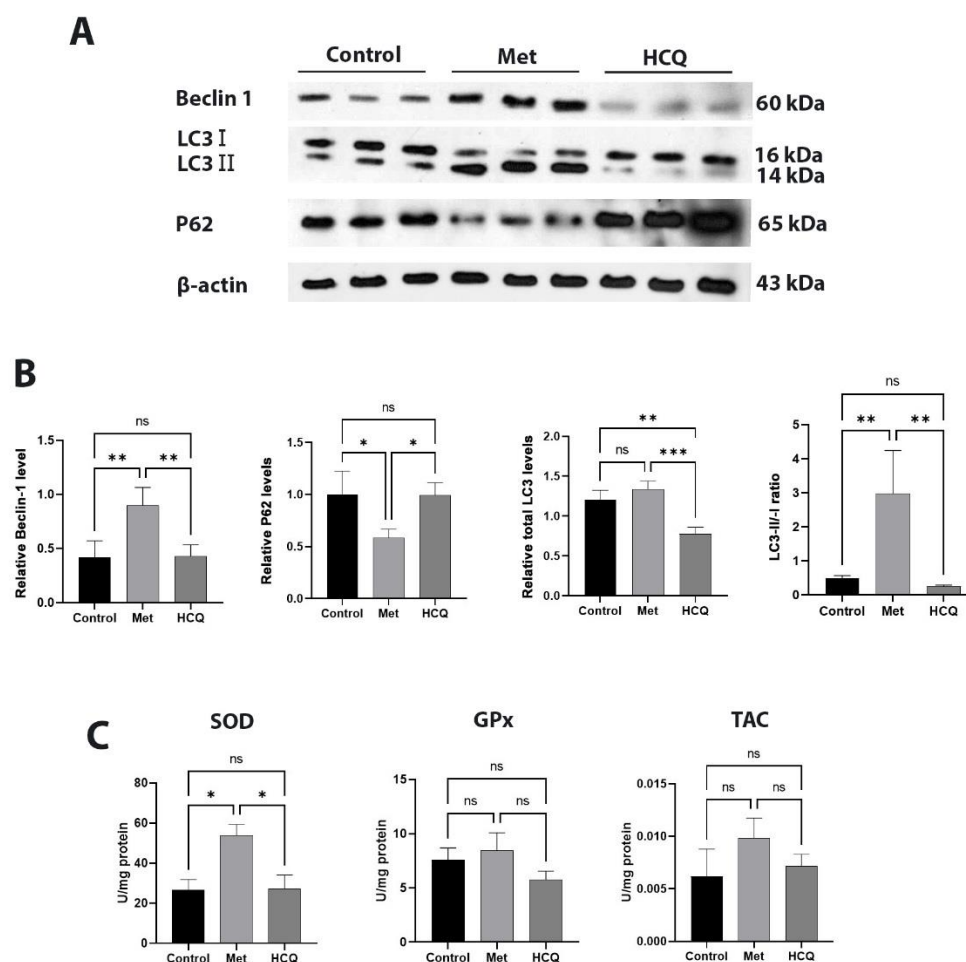 A
Control Met HCQ
Beclin 1 60 kDa
LC3 Ⅰ 16 kDa
LC3 Ⅱ 14 kDa
P62 65 kDa
β-actin 43 kDa
B
ns
** **
Relative Beclin-1 level
1.5
1.0
0.5
0.0
Control Met HCQ
ns
* *
Relative P62 levels
1.5
1.0
0.5
0.0
Control Met HCQ
**
ns ***
Relative total LC3 levels
2.0
1.5
1.0
0.5
0.0
Control Met HCQ
ns
** **
LC3-II/-I ratio
5
4
3
2
1
0
Control Met HCQ
C
SOD
ns
* *
U/mg protein
80
60
40
20
0
Control Met HCQ
GPx
ns
ns ns
U/mg protein
15
10
5
0
Control Met HCQ
TAC
ns
ns ns
U/mg protein
0.015
0.010
0.005
0.000
Control Met HCQ